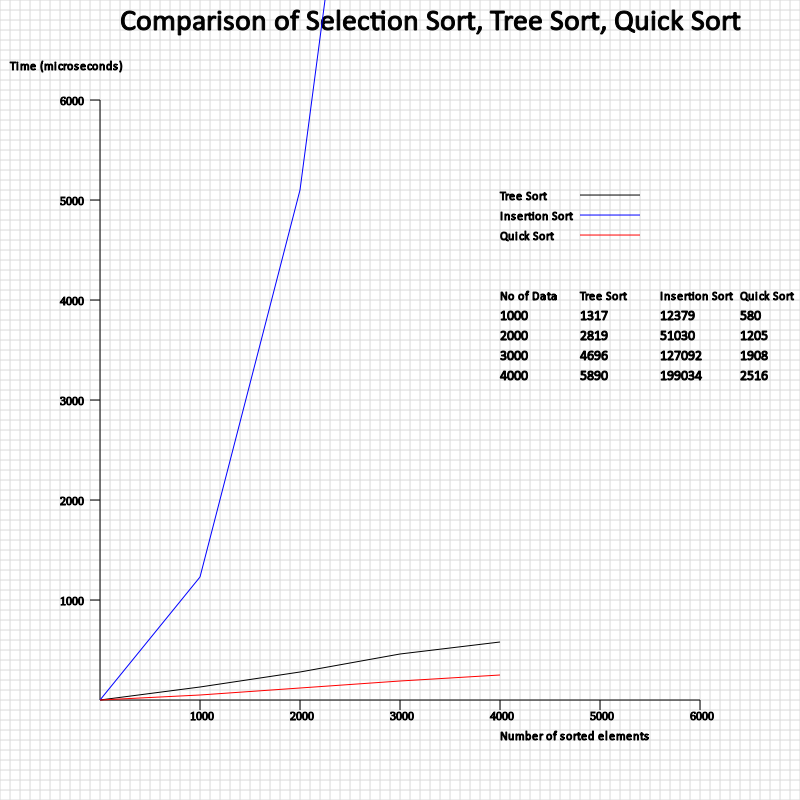 Comparison of Selection Sort, Tree Sort, Quick Sort
Time (microseconds)
6000
5000
4000
3000
2000
1000
Tree Sort
Insertion Sort
Quick Sort
No of Data Tree Sort Insertion Sort Quick Sort
1000 1317 12379 580
2000 2819 51030 1205
3000 4696 127092 1908
4000 5890 199034 2516
1000 2000 3000 4000 5000 6000
Number of sorted elements